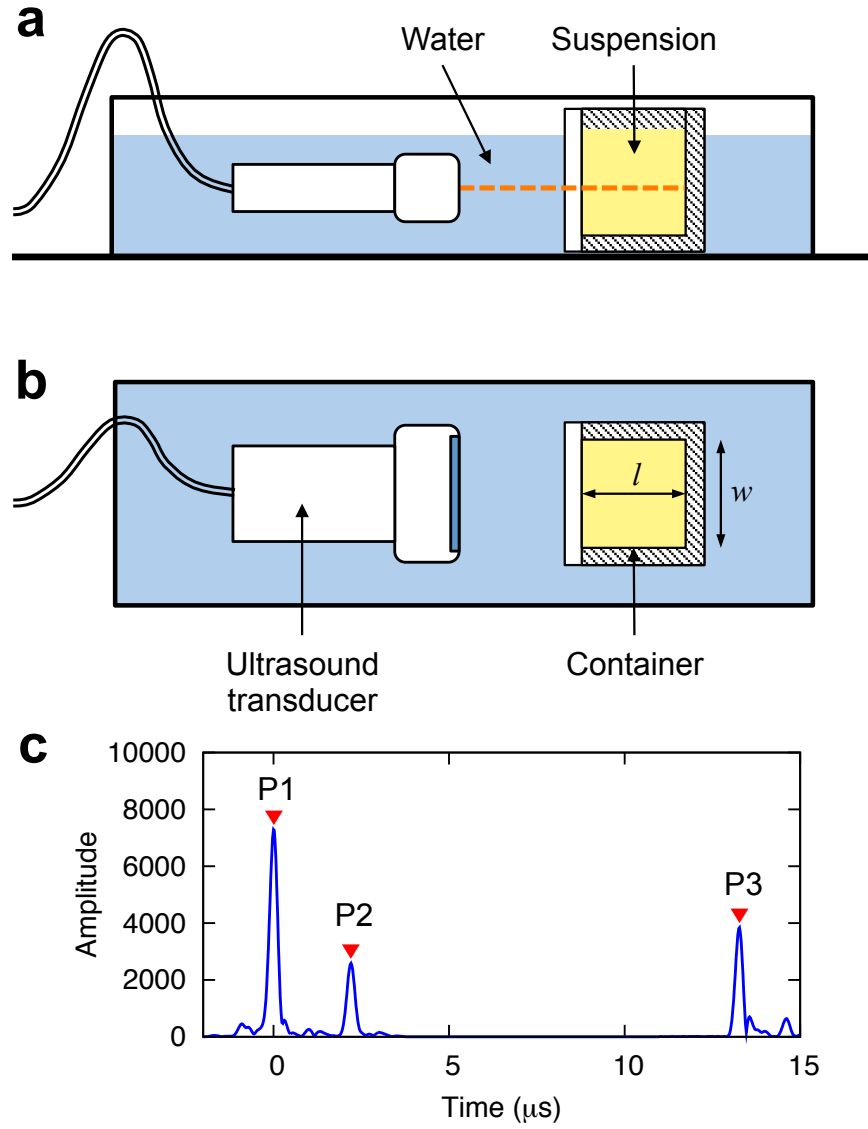 a
Water
Suspension
b
l
w
Ultrasound
transducer
Container
c
10000
8000
6000
4000
2000
0
Amplitude
P1
P2
P3
0
5
10
15
Time (μs)